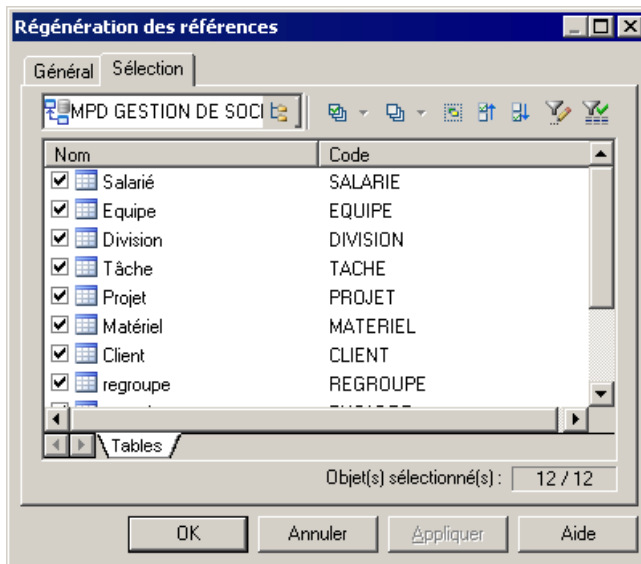 Régénération des références
Général Sélection
MPD GESTION DE SOCI
Nom Code
Salarié SALARIE
Equipe EQUIPE
Division DIVISION
Tâche TACHE
Projet PROJET
Matériel MATERIEL
Client CLIENT
regroupe REGROUPE
Tables
Objet(s) sélectionné(s) : 12 / 12
OK Annuler Appliquer Aide